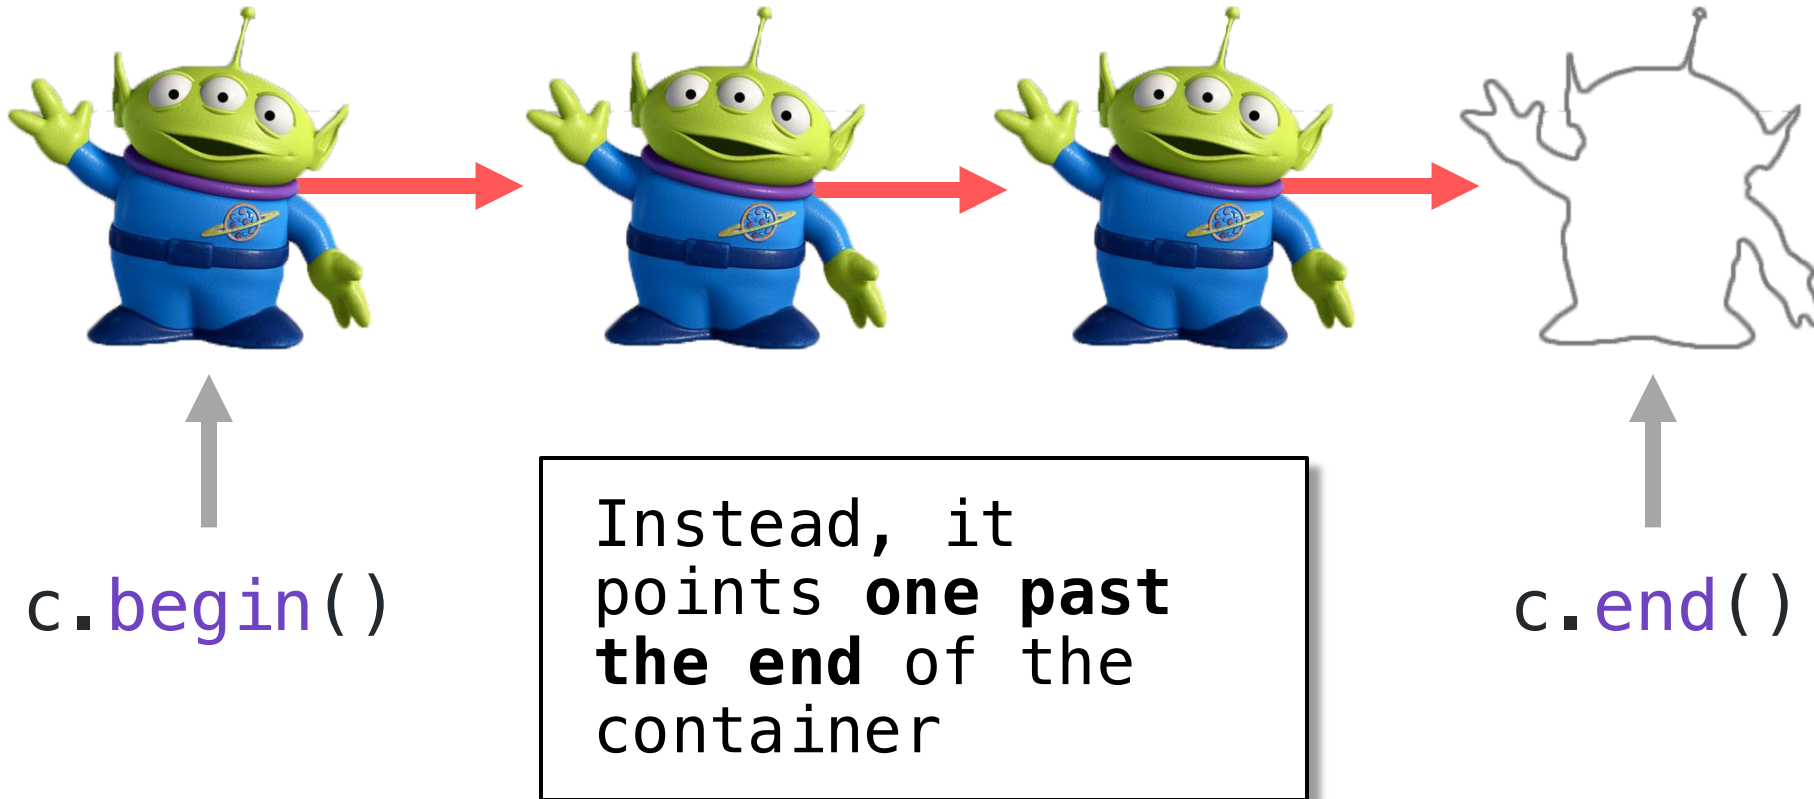 c.begin()
Instead, it
points one past
the end of the
container
c.end()